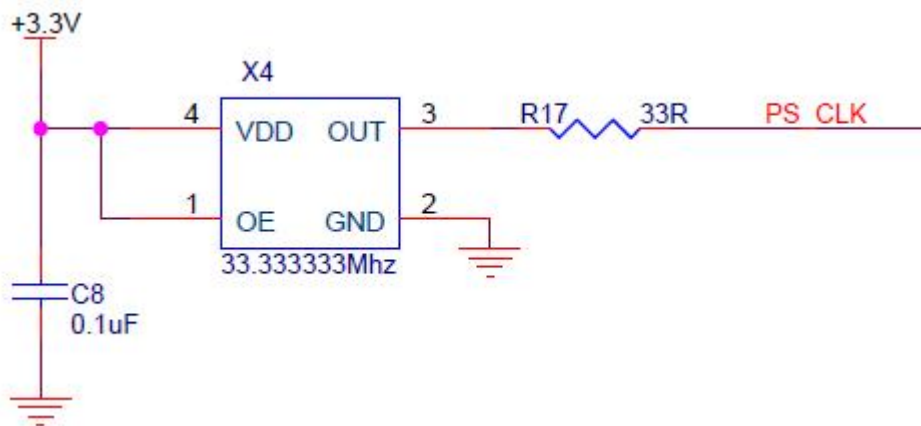 +3.3V
X4
4 VDD OUT 3 R17 33R PS_CLK
1 OE GND 2
33.333333Mhz
C8
0.1uF